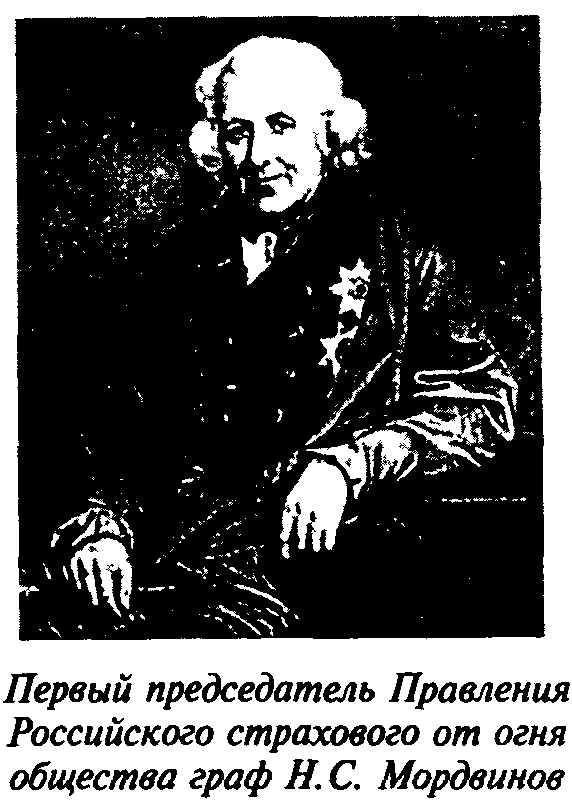 Первый председатель Правления
Российского страхового от огня
общества граф Н. С. Мордвинов